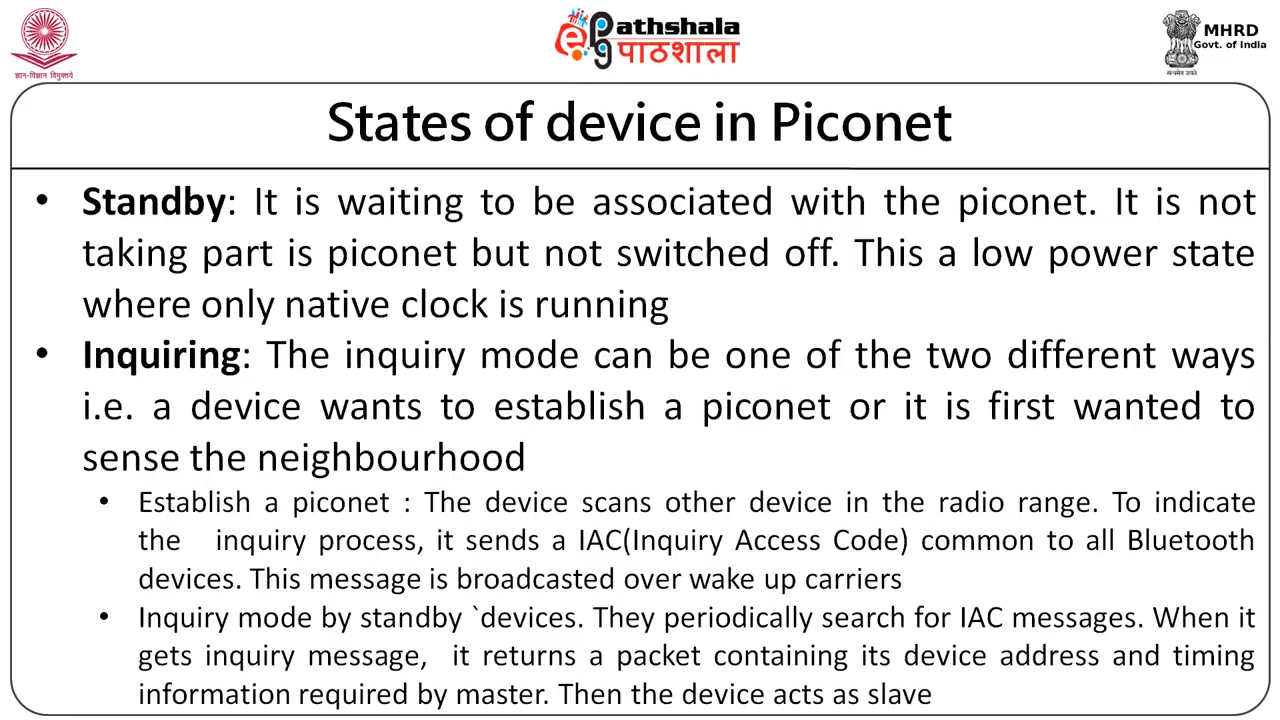 ज्ञान-विज्ञान विमुक्तये
ePathshala
पाठशाला
MHRD
Govt. of India
सत्यमेव जयते
States of device in Piconet
• Standby: It is waiting to be associated with the piconet. It is not
taking part is piconet but not switched off. This a low power state
where only native clock is running
• Inquiring: The inquiry mode can be one of the two different ways
i.e. a device wants to establish a piconet or it is first wanted to
sense the neighbourhood
• Establish a piconet : The device scans other device in the radio range. To indicate
the inquiry process, it sends a IAC(Inquiry Access Code) common to all Bluetooth
devices. This message is broadcasted over wake up carriers
• Inquiry mode by standby `devices. They periodically search for IAC messages. When it
gets inquiry message, it returns a packet containing its device address and timing
information required by master. Then the device acts as slave